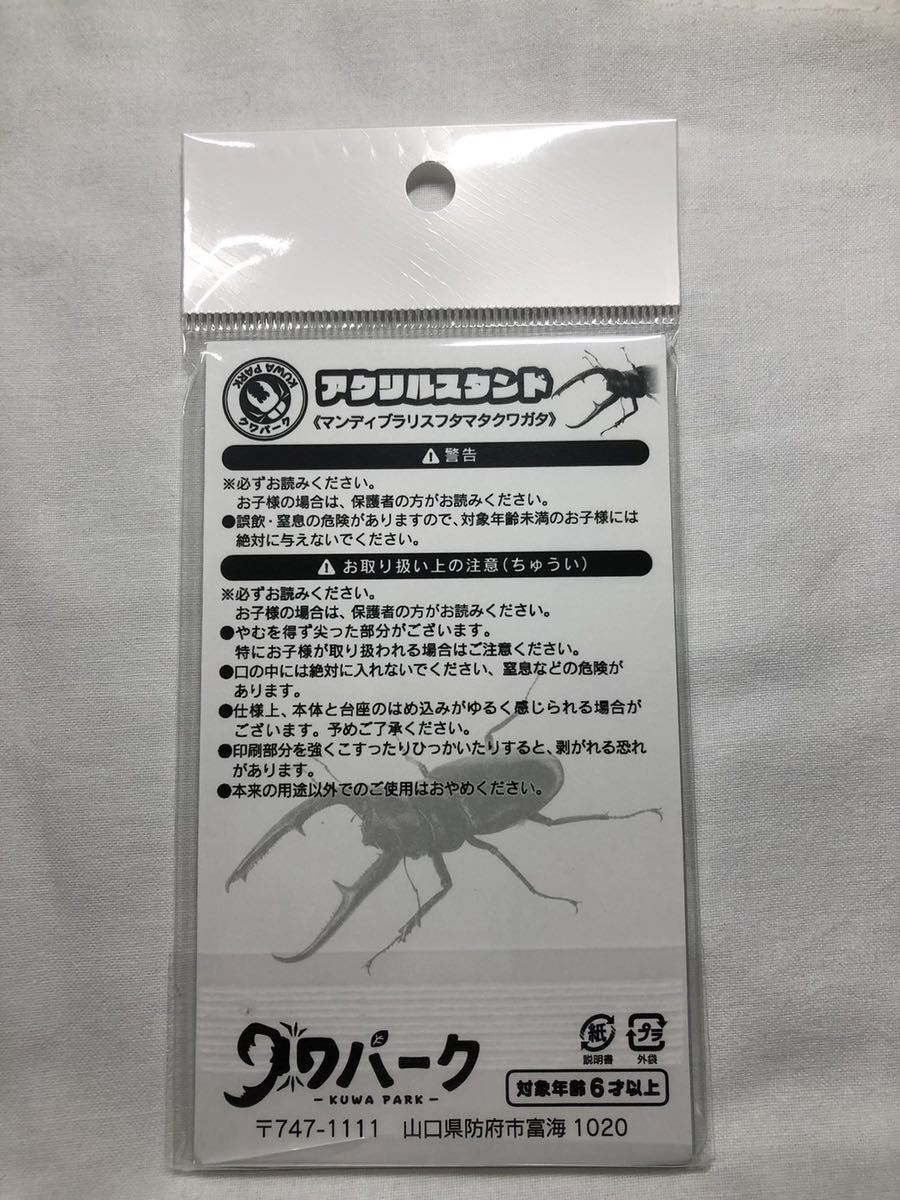 KUWA PARK
クワパーク
アクリルスタンド
《マンディブラリスフタマタクワガタ》
警告
※必ずお読みください。
お子様の場合は、保護者の方がお読みください。
●誤飲・窒息の危険がありますので、対象年齢未満のお子様には
絶対に与えないでください。
お取り扱い上の注意(ちゅうい)
※必ずお読みください。
お子様の場合は、保護者の方がお読みください。
●やむを得ず尖った部分がございます。
特にお子様が取り扱われる場合はご注意ください。
●口の中には絶対に入れないでください、窒息などの危険が
あります。
●仕様上、本体と台座のはめ込みがゆるく感じられる場合が
ございます。予めご了承ください。
●印刷部分を強くこすったりひっかいたりすると、剥がれる恐れ
があります。
●本来の用途以外でのご使用はおやめください。
クワパーク
- KUWA PARK -
紙
説明書
プラ
外袋
対象年齢6才以上
〒747-1111 山口県防府市富海1020